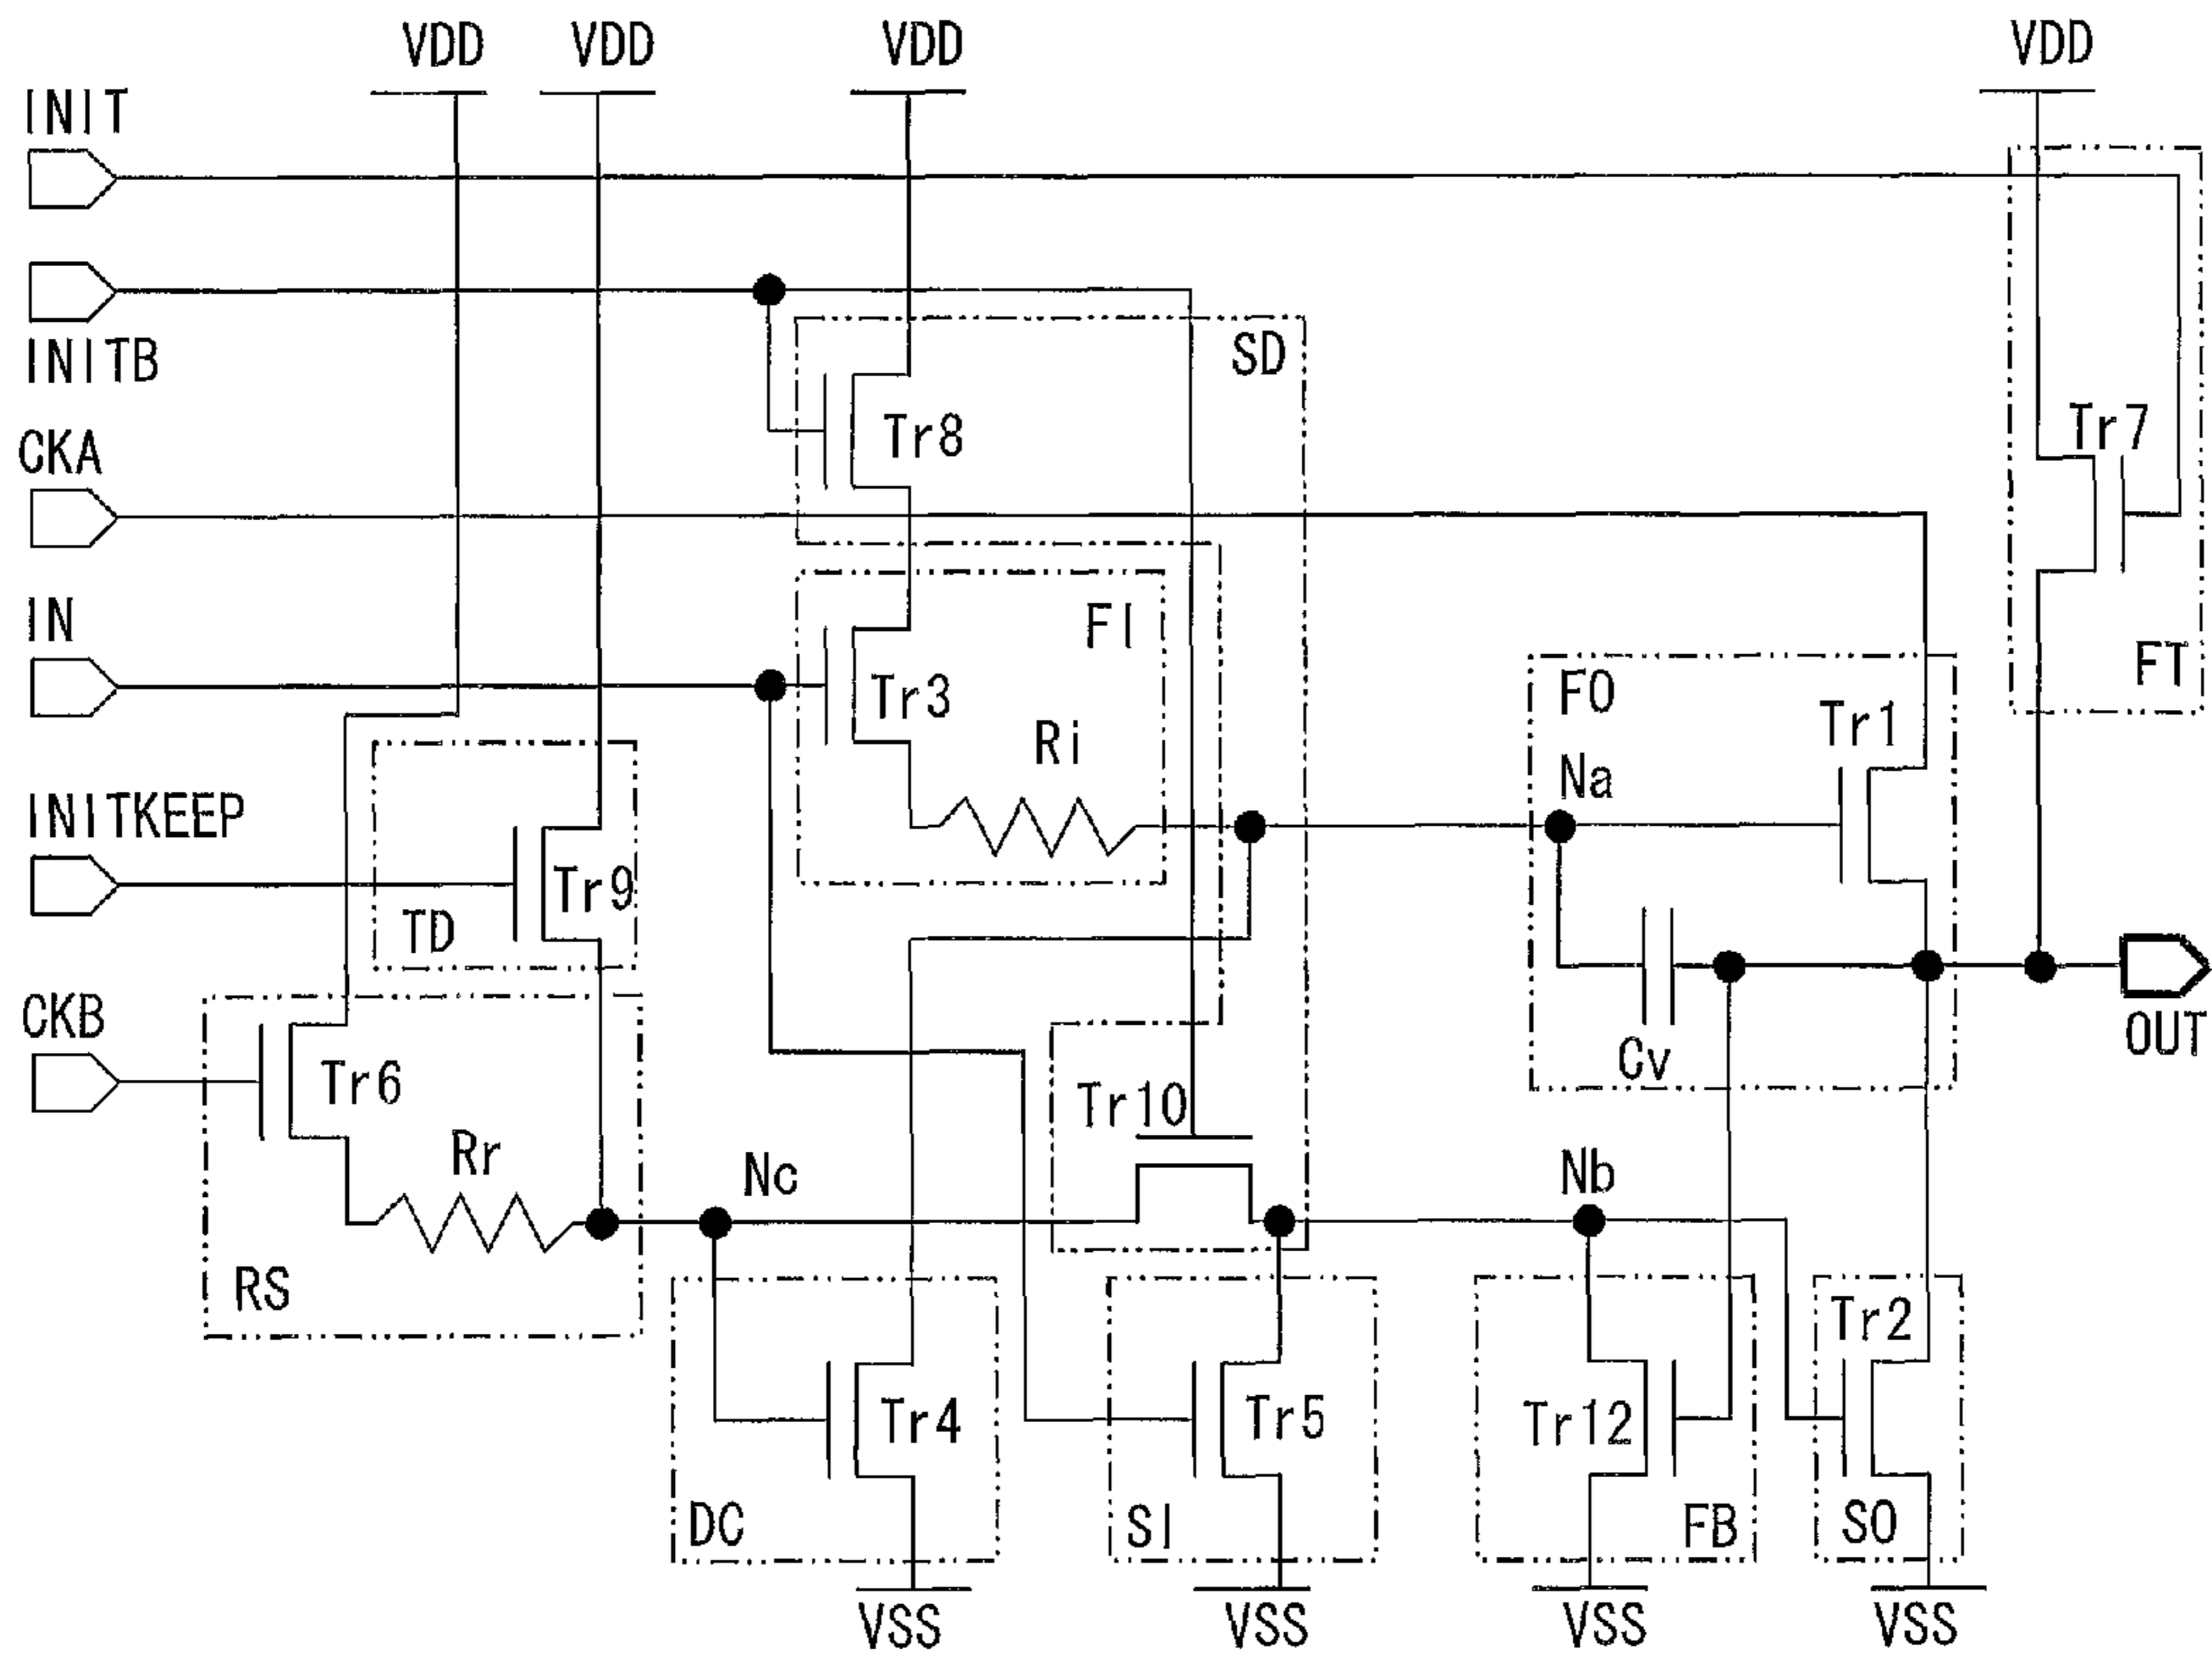 VDD VDD VDD VDD
INIT
INITB
SD
CKA
Tr8
Tr7
IN
FI
FT
Tr3
FO
Tr1
Ri
Na
INITKEEP
Tr9
TD
CKB
OUT
Cv
Tr6
Tr10
Rr
Nc
Nb
RS
Tr2
Tr4
Tr5
Tr12
DC
SI
FB
SO
VSS VSS VSS VSS